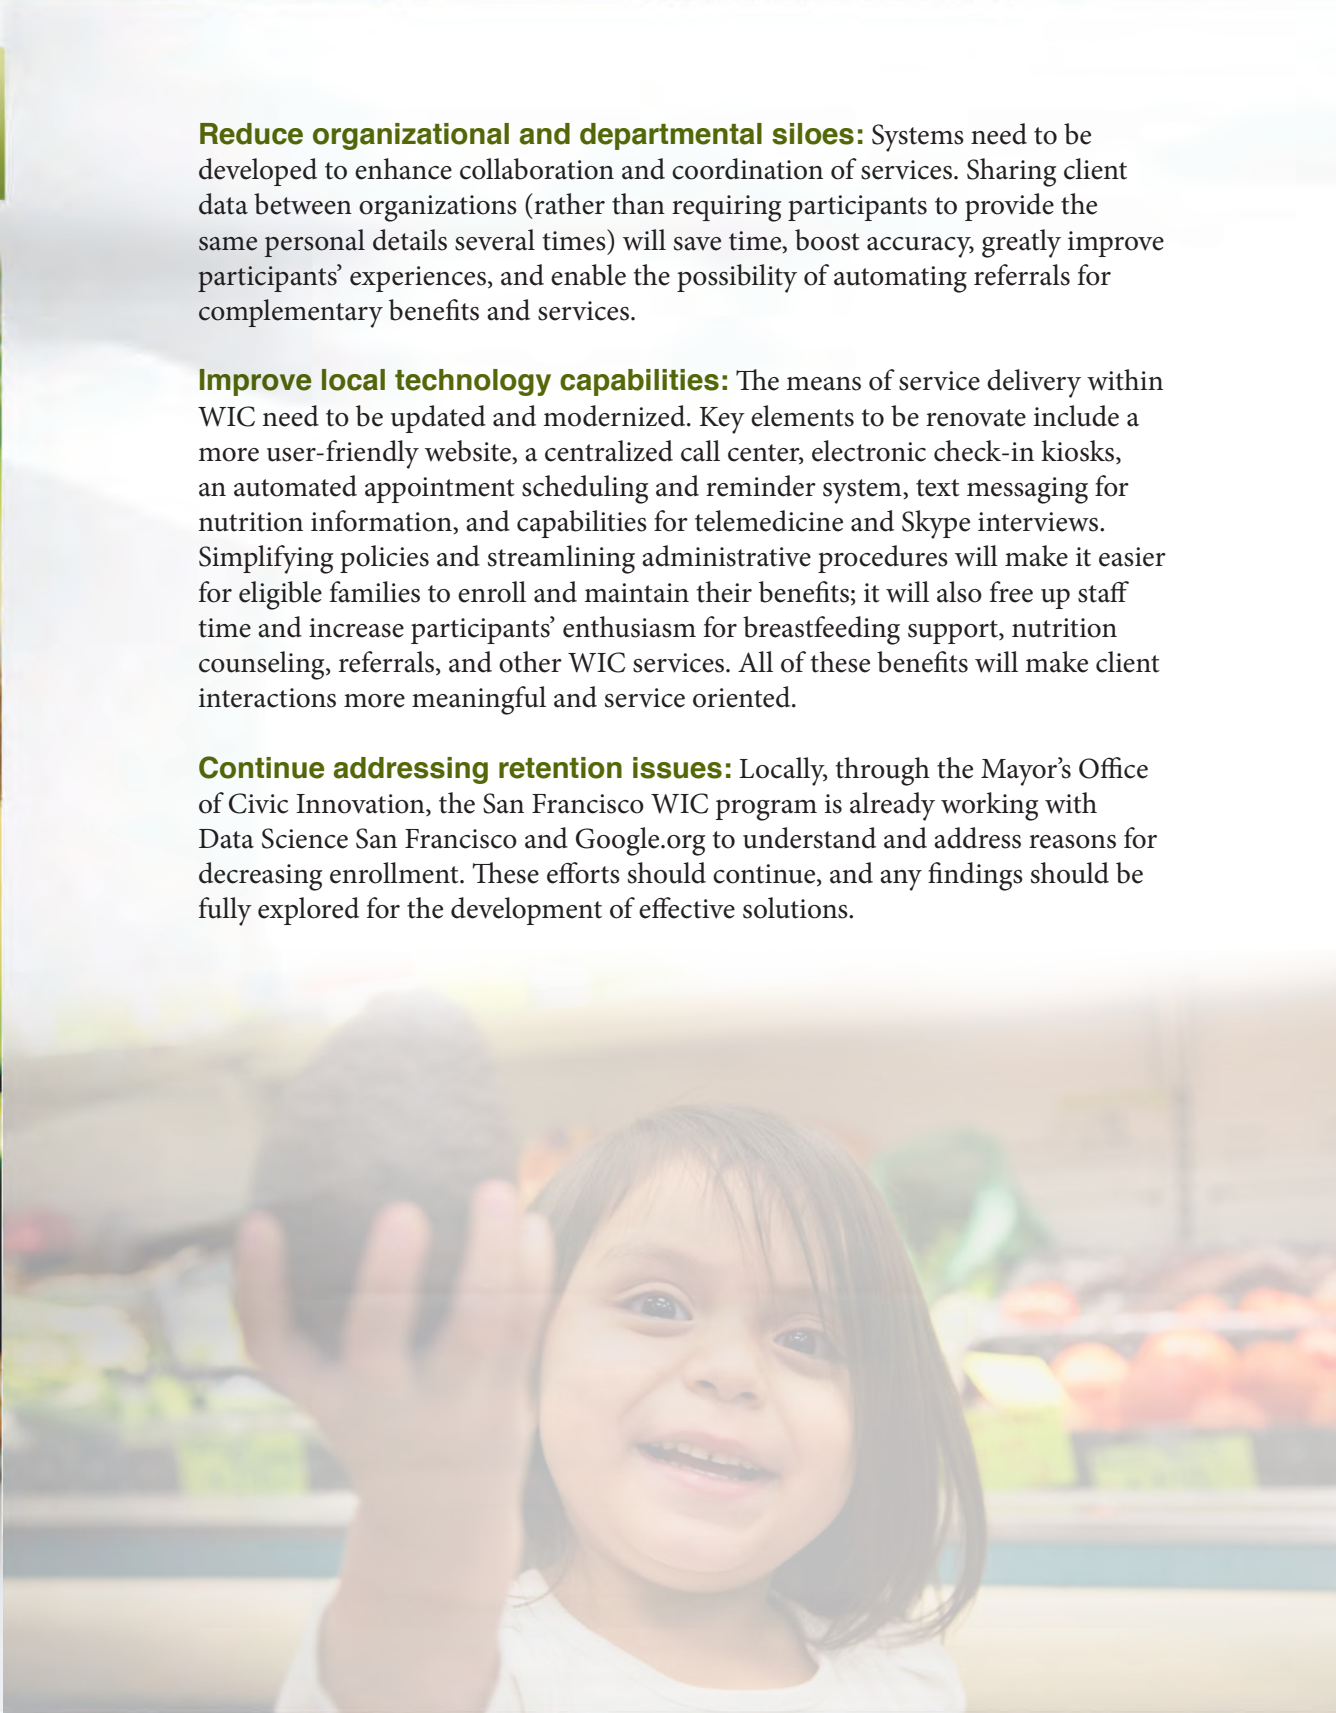 Reduce organizational and departmental siloes: Systems need to be
developed to enhance collaboration and coordination of services. Sharing client
data between organizations (rather than requiring participants to provide the
same personal details several times) will save time, boost accuracy, greatly improve
participants’ experiences, and enable the possibility of automating referrals for
complementary benefits and services.
Improve local technology capabilities: The means of service delivery within
WIC need to be updated and modernized. Key elements to be renovate include a
more user-friendly website, a centralized call center, electronic check-in kiosks,
an automated appointment scheduling and reminder system, text messaging for
nutrition information, and capabilities for telemedicine and Skype interviews.
Simplifying policies and streamlining administrative procedures will make it easier
for eligible families to enroll and maintain their benefits; it will also free up staff
time and increase participants’ enthusiasm for breastfeeding support, nutrition
counseling, referrals, and other WIC services. All of these benefits will make client
interactions more meaningful and service oriented.
Continue addressing retention issues: Locally, through the Mayor’s Office
of Civic Innovation, the San Francisco WIC program is already working with
Data Science San Francisco and Google.org to understand and address reasons for
decreasing enrollment. These efforts should continue, and any findings should be
fully explored for the development of effective solutions.